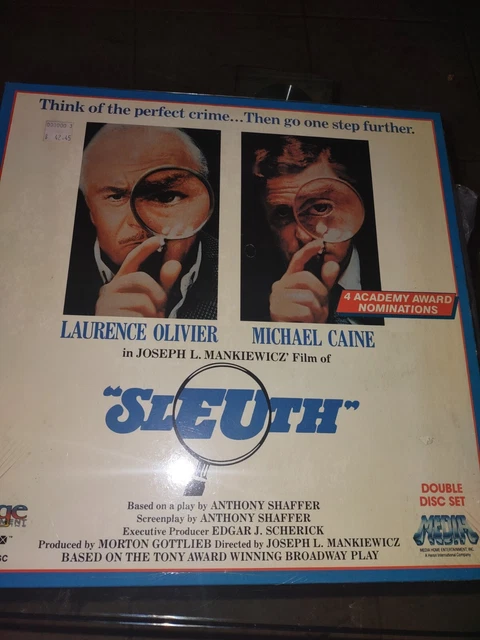 Think of the perfect crime...Then go one step further.
4 ACADEMY AWARD
NOMINATIONS
LAURENCE OLIVIER MICHAEL CAINE
in JOSEPH L. MANKIEWICZ' Film of
"SLEUTH"
Based on a play by ANTHONY SHAFFER
Screenplay by ANTHONY SHAFFER
Executive Producer EDGAR J. SCHERICK
Produced by MORTON GOTTLIEB Directed by JOSEPH L. MANKIEWICZ
BASED ON THE TONY AWARD WINNING BROADWAY PLAY
DOUBLE
DISC SET
MEDIA
MEDIA HOME ENTERTAINMENT, INC.